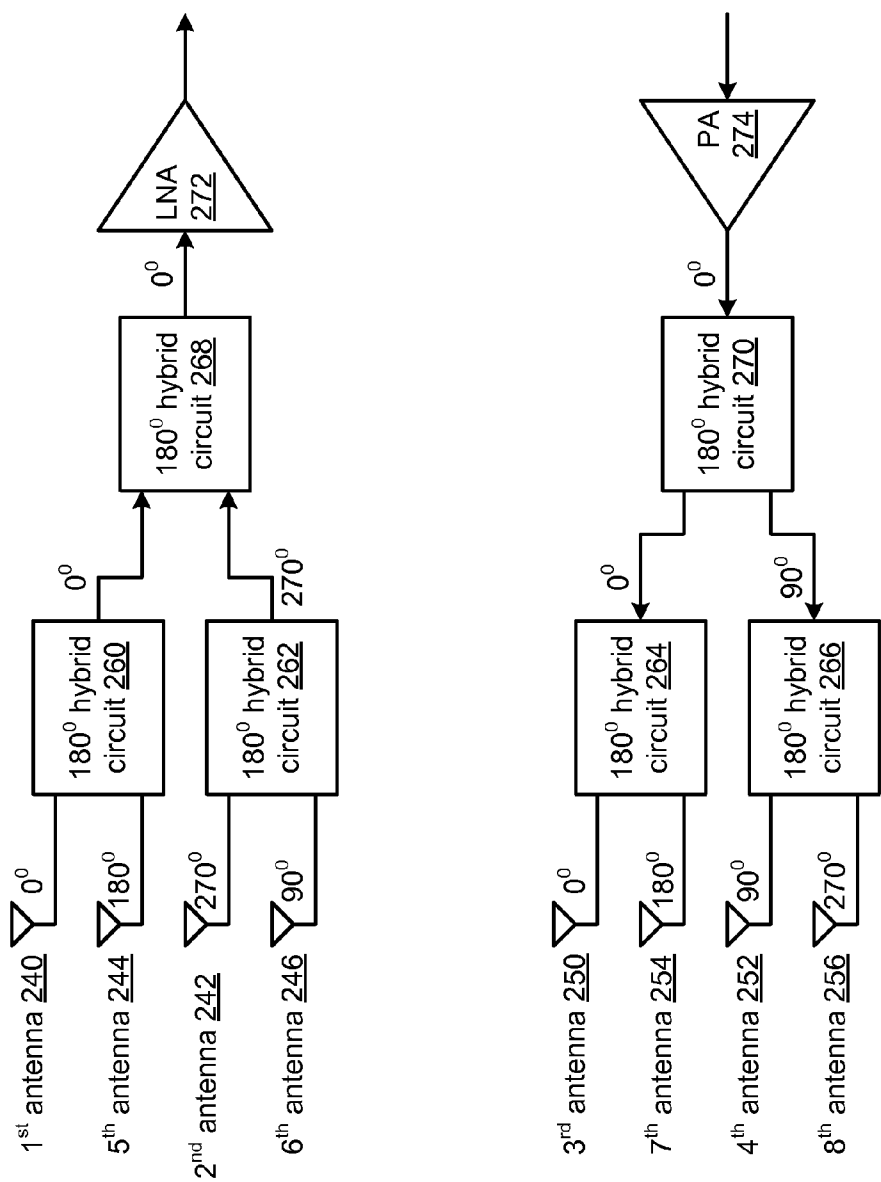 1st antenna 240
0⁰
5th antenna 244
180⁰
180⁰ hybrid
circuit 260
0⁰
2nd antenna 242
270⁰
6th antenna 246
90⁰
180⁰ hybrid
circuit 262
270⁰
180⁰ hybrid
circuit 268
0⁰
LNA
272
3rd antenna 250
0⁰
7th antenna 254
180⁰
180⁰ hybrid
circuit 264
0⁰
4th antenna 252
90⁰
8th antenna 256
270⁰
180⁰ hybrid
circuit 266
90⁰
180⁰ hybrid
circuit 270
0⁰
PA
274